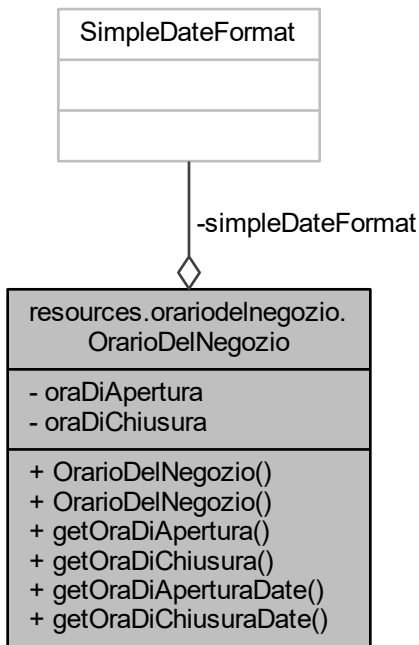 SimpleDateFormat
-simpleDateFormat
resources.orariodelnegozio.
OrarioDelNegozio
- oraDiApertura
- oraDiChiusura
+ OrarioDelNegozio()
+ OrarioDelNegozio()
+ getOraDiApertura()
+ getOraDiChiusura()
+ getOraDiAperturaDate()
+ getOraDiChiusuraDate()